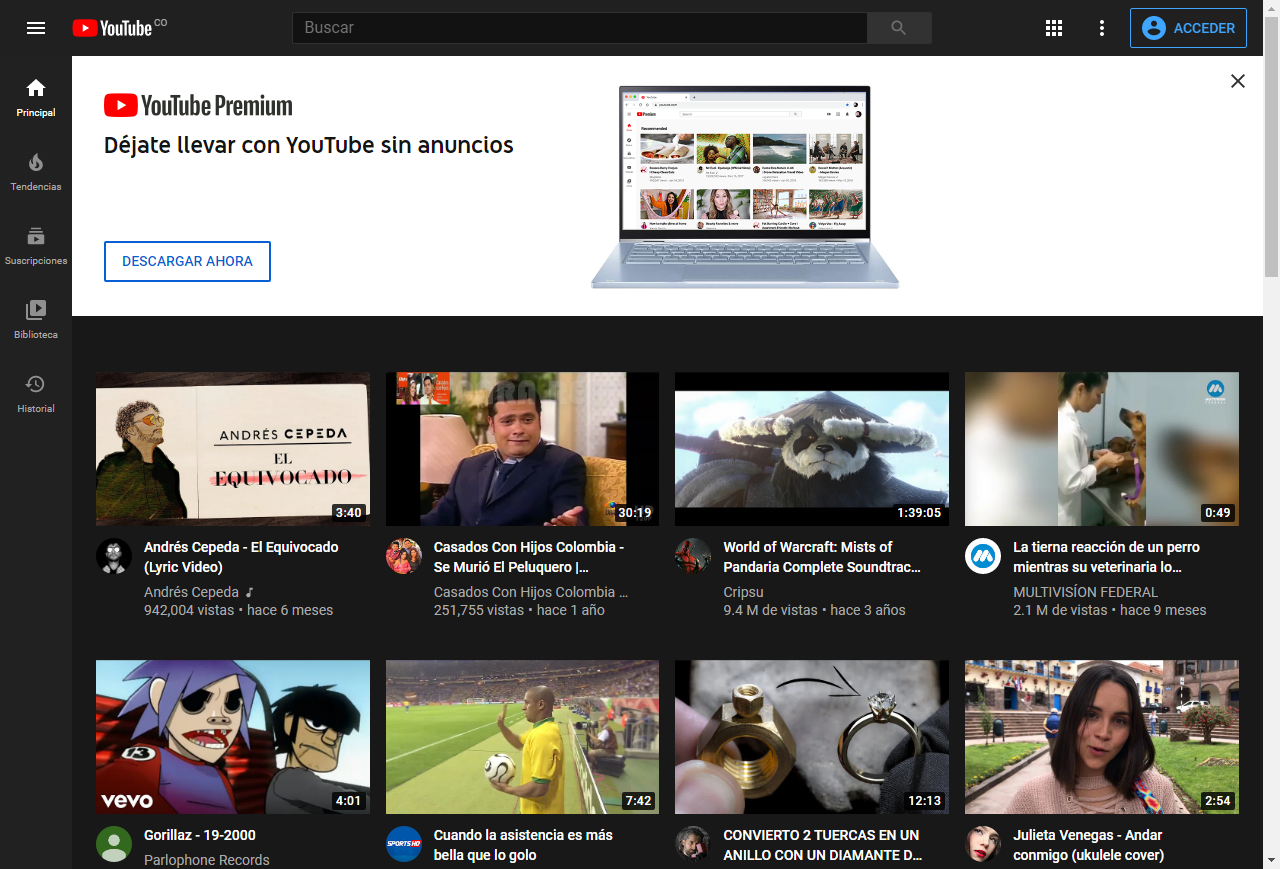 YouTube CO
Buscar
ACCEDER
Principal
Tendencias
Suscripciones
Biblioteca
Historial
YouTube Premium
Déjate llevar con YouTube sin anuncios
DESCARGAR AHORA
Recommended
ANDRÉS CEPEDA
EL
EQUIVOCADO
3:40
30:19
1:39:05
0:49
Andrés Cepeda - El Equivocado
(Lyric Video)
Andrés Cepeda
942,004 vistas • hace 6 meses
Casados Con Hijos Colombia -
Se Murió El Peluquero |...
Casados Con Hijos Colombia ...
251,755 vistas • hace 1 año
World of Warcraft: Mists of
Pandaria Complete Soundtrac...
Cripsu
9.4 M de vistas • hace 3 años
La tierna reacción de un perro
mientras su veterinaria lo...
MULTIVISÍON FEDERAL
2.1 M de vistas • hace 9 meses
13
vevo
4:01
7:42
12:13
2:54
Gorillaz - 19-2000
Parlophone Records
SPORTS HD
Cuando la asistencia es más
bella que lo golo
CONVIERTO 2 TUERCAS EN UN
ANILLO CON UN DIAMANTE D...
Julieta Venegas - Andar
conmigo (ukulele cover)